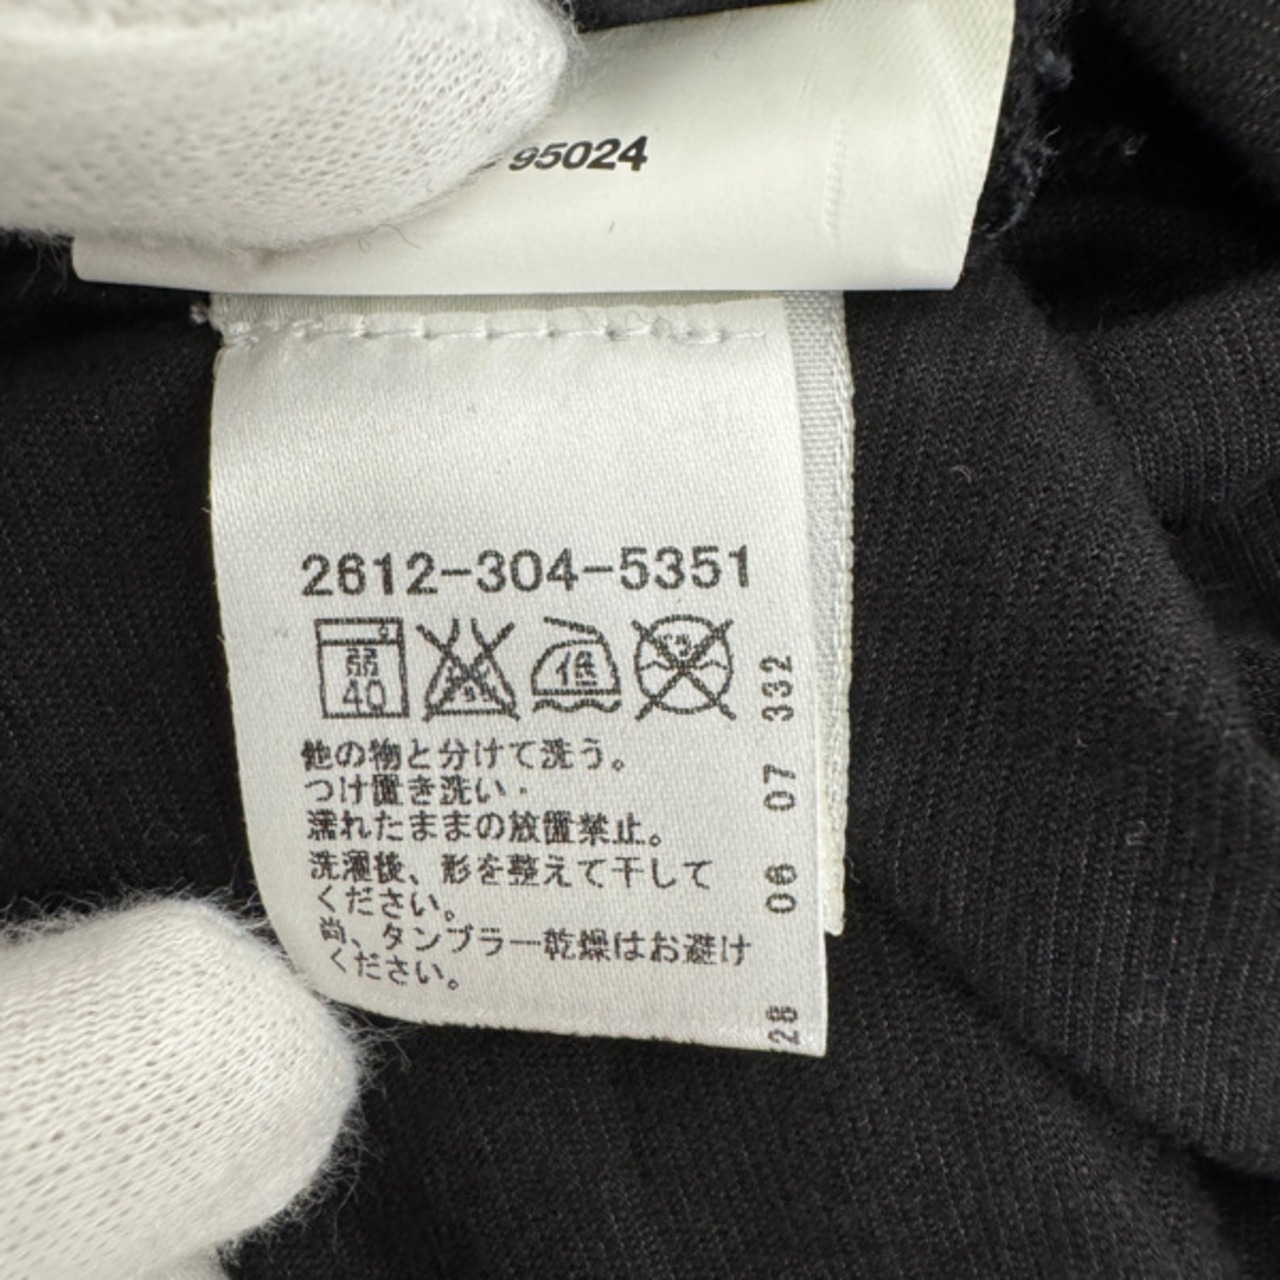 95024
2612-304-5351
弱
40
低
他の物と分けて洗う。
つけ置き洗い・
濡れたままの放置禁止。
洗濯後、形を整えて干して
ください。
尚、タンブラー乾燥はお避け
ください。
28 06 07 332